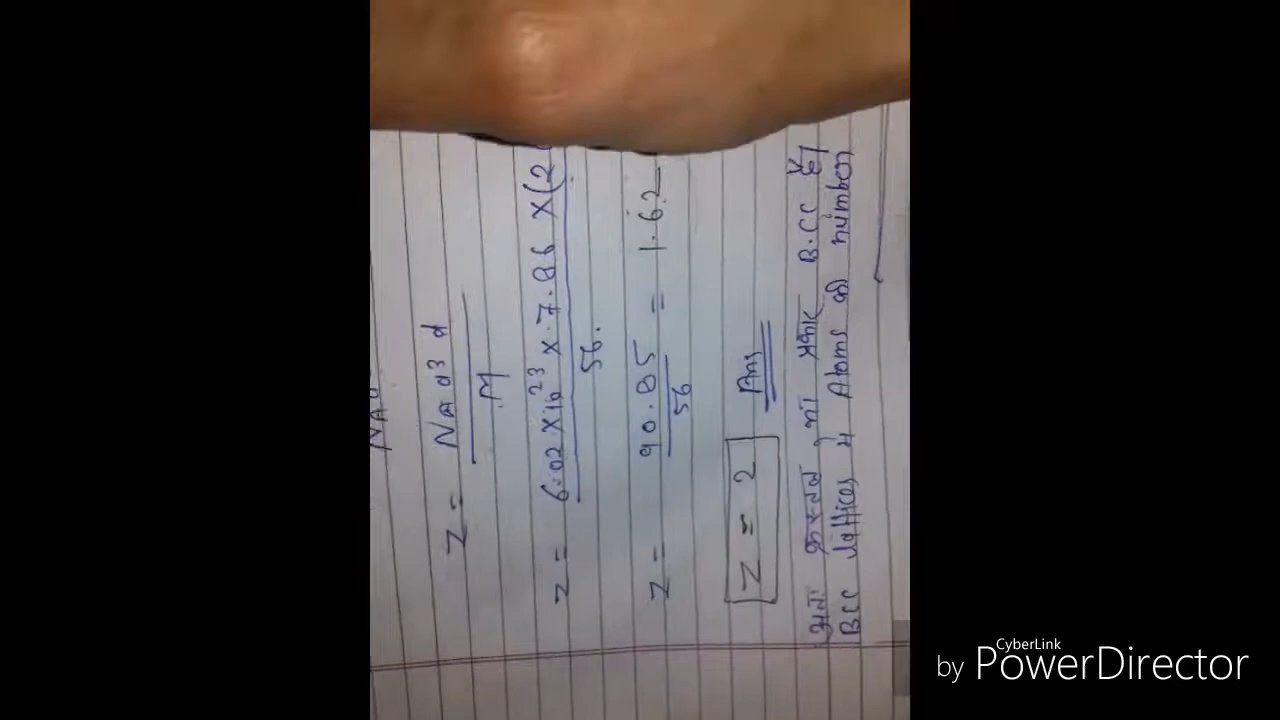 NA
Z = NA a³ d
M
Z = 6.02 x 10²³ x 7.86 x (2
56.
Z = 90.85 = 1.62
56
Z = 2 Ans
अतः क्रिस्टल का प्रकार B.CC है।
BCC lattices मे Atoms की number
CyberLink
by PowerDirector